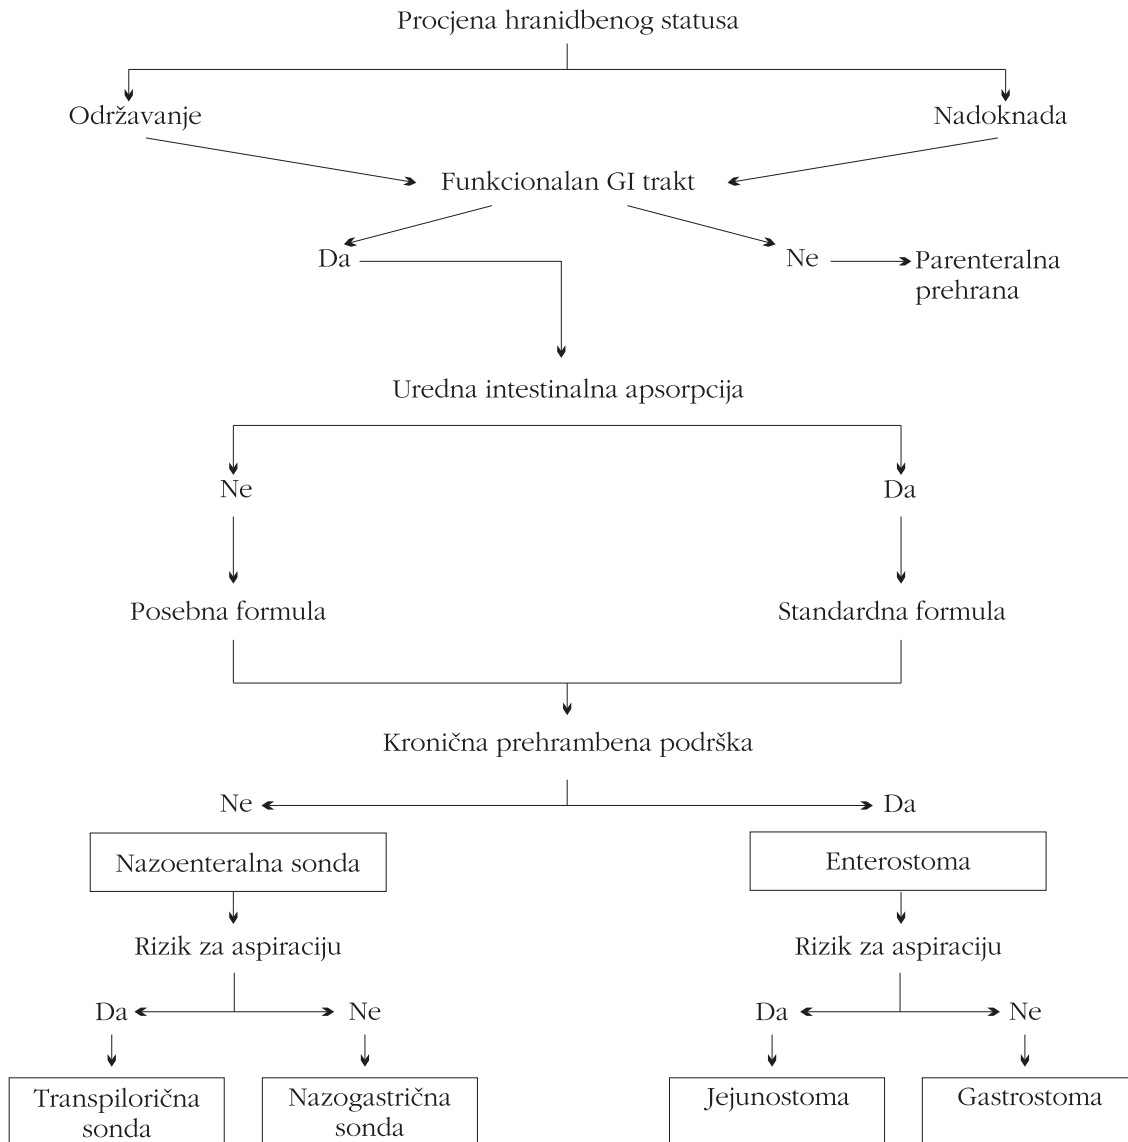 Procjena hranidbenog statusa
Održavanje
Nadoknada
Funkcionalan GI trakt
Da
Ne
Parenteralna
prehrana
Uredna intestinalna apsorpcija
Ne
Da
Posebna formula
Standardna formula
Kronična prehrambena podrška
Ne
Da
Nazoenteralna sonda
Enterostoma
Rizik za aspiraciju
Rizik za aspiraciju
Da
Ne
Da
Ne
Transpilorična
sonda
Nazogastrična
sonda
Jejunostoma
Gastrostoma